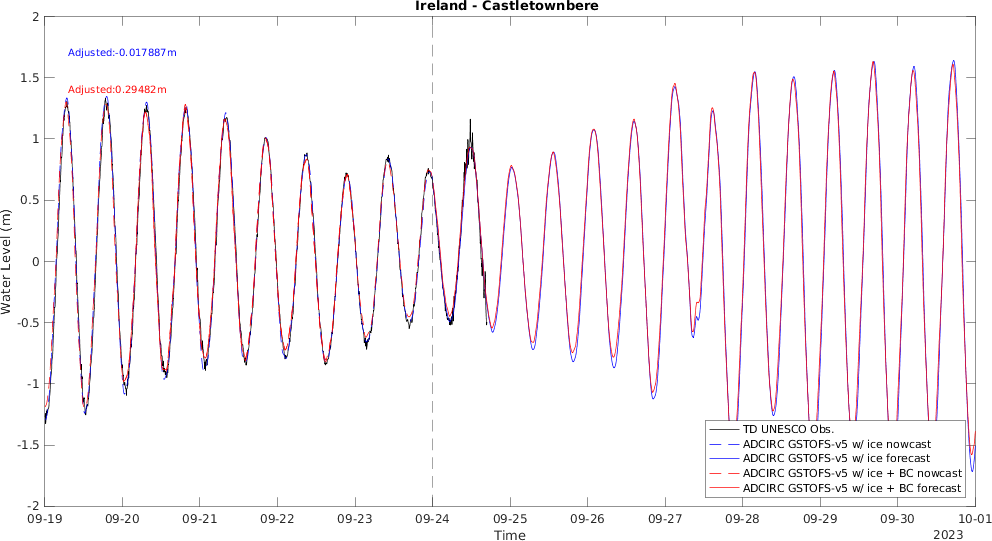 Ireland - Castletownbere
Adjusted:-0.017887m
Adjusted:0.29482m
Water Level (m)
2
1.5
1
0.5
0
-0.5
-1
-1.5
-2
TD UNESCO Obs.
ADCIRC GSTOFS-v5 w/ ice nowcast
ADCIRC GSTOFS-v5 w/ ice forecast
ADCIRC GSTOFS-v5 w/ ice + BC nowcast
ADCIRC GSTOFS-v5 w/ ice + BC forecast
09-19 09-20 09-21 09-22 09-23 09-24 09-25 09-26 09-27 09-28 09-29 09-30 10-01
Time
2023